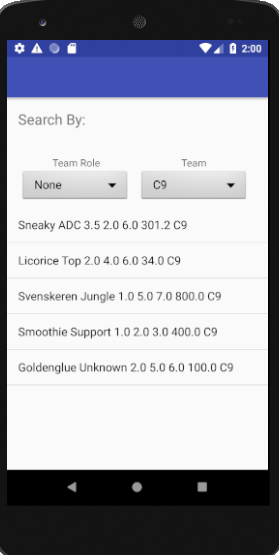 2:00
Search By:
Team Role Team
None C9
Sneaky ADC 3.5 2.0 6.0 301.2 C9
Licorice Top 2.0 4.0 6.0 34.0 C9
Svenskeren Jungle 1.0 5.0 7.0 800.0 C9
Smoothie Support 1.0 2.0 3.0 400.0 C9
Goldenglue Unknown 2.0 5.0 6.0 100.0 C9